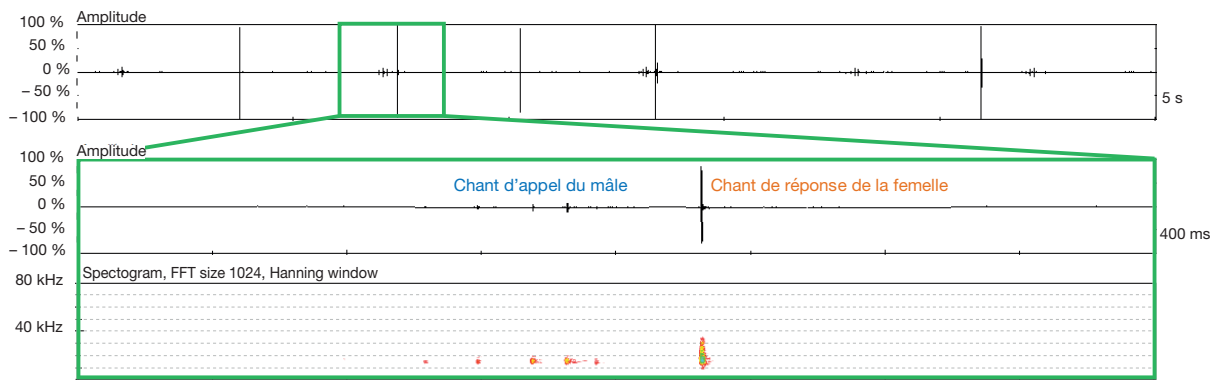 Amplitude
100 %
50 %
0 %
– 50 %
– 100 %
5 s
Amplitude
100 %
50 %
0 %
– 50 %
– 100 %
Chant d’appel du mâle
Chant de réponse de la femelle
400 ms
Spectogram, FFT size 1024, Hanning window
80 kHz
40 kHz